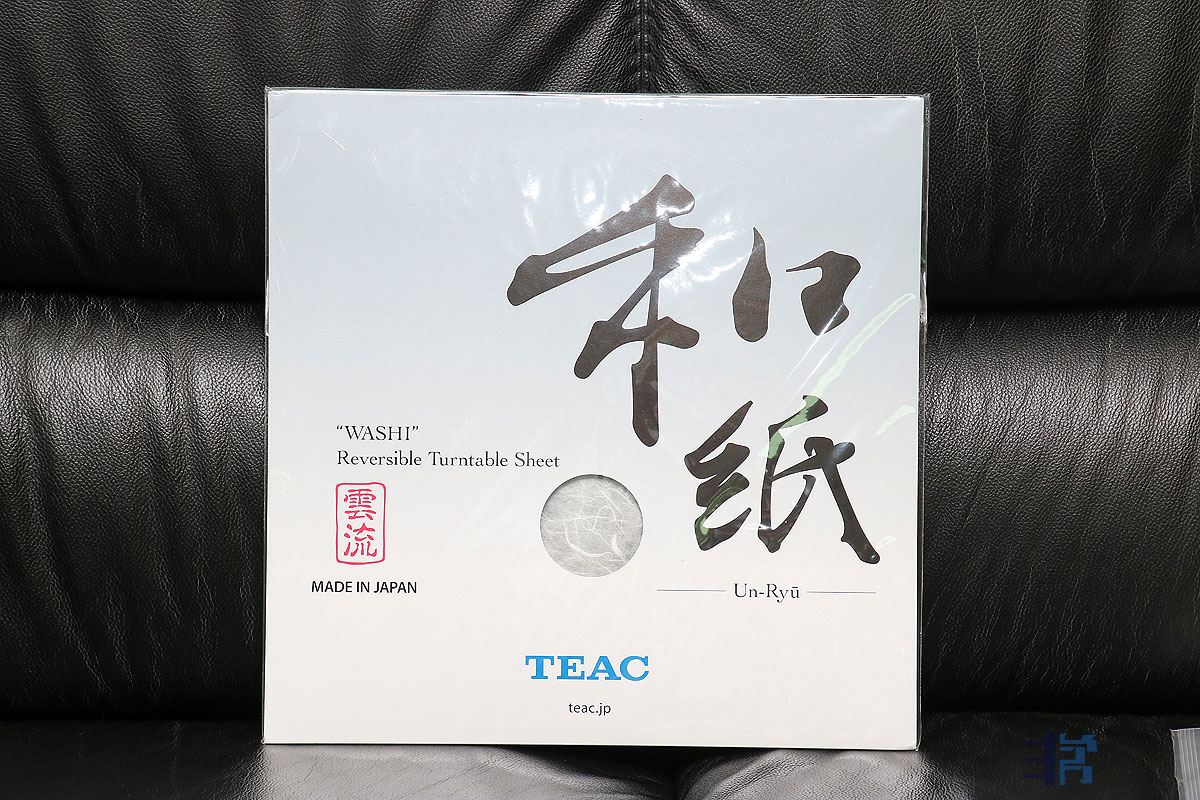 和
紙
“WASHI”
Reversible Turntable Sheet
雲
流
MADE IN JAPAN
Un-Ryū
TEAC
teac.jp